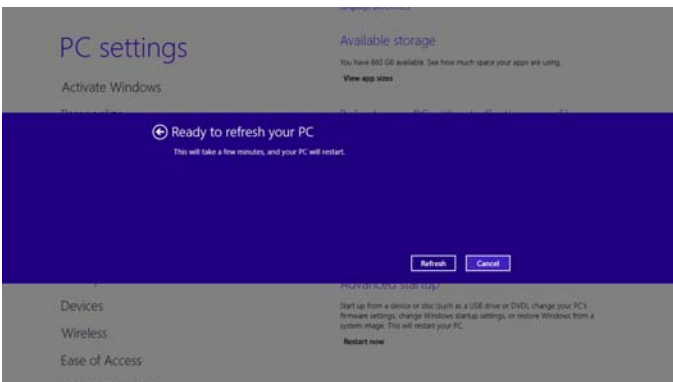 PC settings
Activate Windows
Available storage
You have 660 GB available. See how much space your apps are using.
View app sizes
Ready to refresh your PC
This will take a few minutes, and your PC will restart.
Refresh
Cancel
Devices
Wireless
Ease of Access
Advanced startup
Start up from a device or disc (such as a USB drive or DVD), change your PC's
firmware settings, change Windows startup settings, or restore Windows from a
system image. This will restart your PC.
Restart now